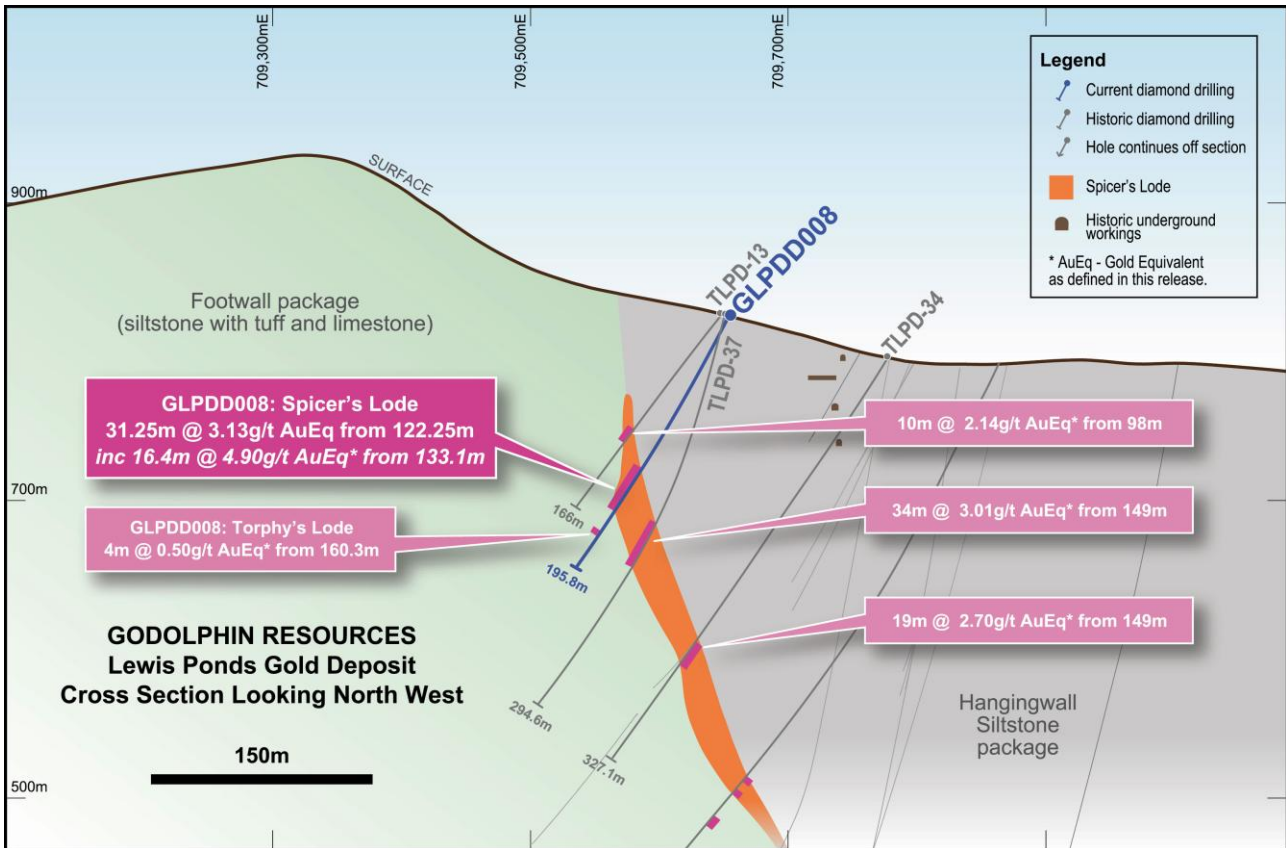 709,300mE
709,500mE
709,700mE
Legend
Current diamond drilling
Historic diamond drilling
Hole continues off section
Spicer's Lode
Historic underground
workings
* AuEq - Gold Equivalent
as defined in this release.
900m
SURFACE
TLPD-13
GLPDD008
TLPD-37
TLPD-34
Footwall package
(siltstone with tuff and limestone)
GLPDD008: Spicer's Lode
31.25m @ 3.13g/t AuEq from 122.25m
inc 16.4m @ 4.90g/t AuEq* from 133.1m
10m @ 2.14g/t AuEq* from 98m
700m
166m
GLPDD008: Torphy's Lode
4m @ 0.50g/t AuEq* from 160.3m
34m @ 3.01g/t AuEq* from 149m
195.8m
19m @ 2.70g/t AuEq* from 149m
GODOLPHIN RESOURCES
Lewis Ponds Gold Deposit
Cross Section Looking North West
294.6m
Hangingwall
Siltstone
package
150m
327.1m
500m